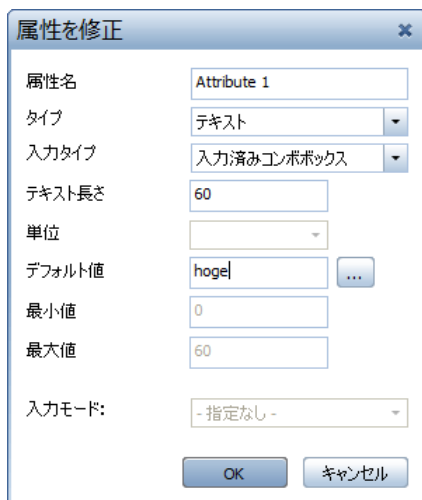 属性を修正
属性名 Attribute 1
タイプ テキスト
入力タイプ 入力済みコンボボックス
テキスト長さ 60
単位
デフォルト値 hoge ...
最小値 0
最大値 60
入力モード: - 指定なし -
OK キャンセル